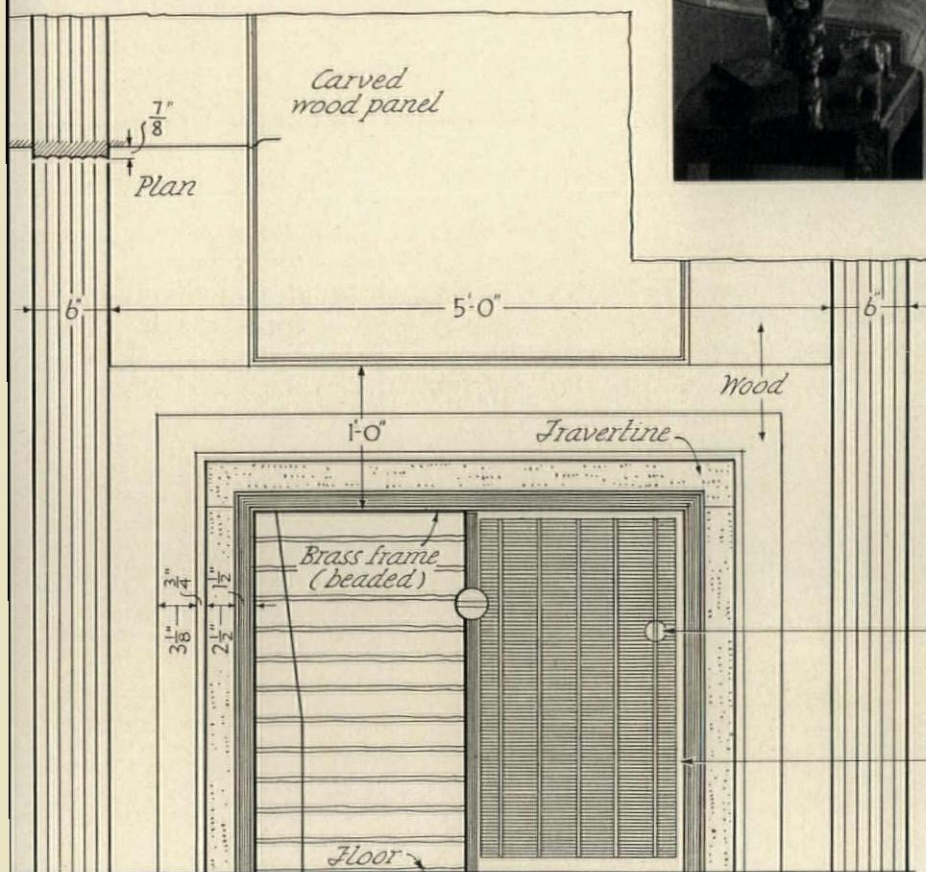 Carved
wood panel
7/8"
Plan
6"
5'-0"
6"
Wood
1'-0"
Travertine
Brass frame
(beaded)
3/4"
1 1/2"
3 1/8"
2 1/2"
Floor